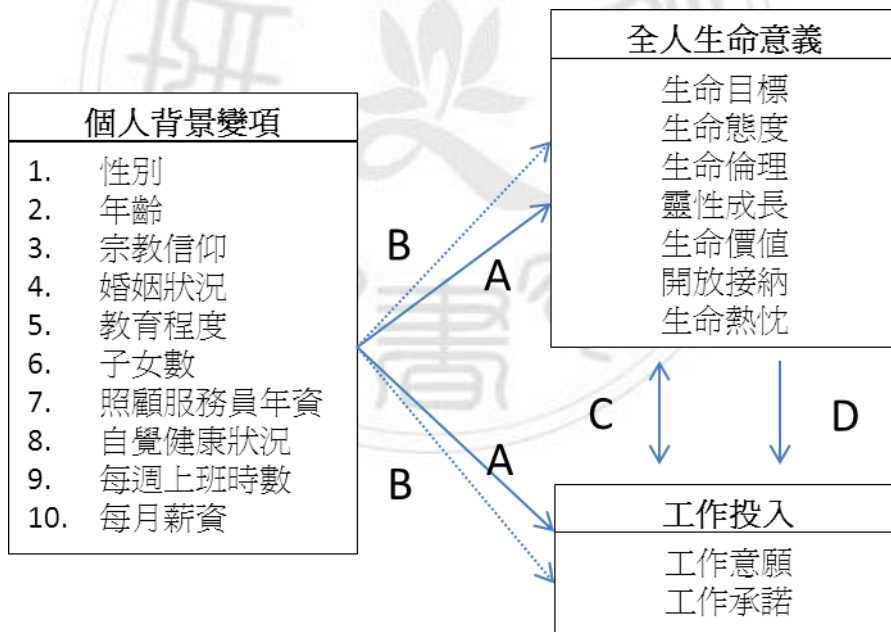 個人背景變項
1. 性別
2. 年齡
3. 宗教信仰
4. 婚姻狀況
5. 教育程度
6. 子女數
7. 照顧服務員年資
8. 自覺健康狀況
9. 每週上班時數
10. 每月薪資
B
A
A
B
全人生命意義
生命目標
生命態度
生命倫理
靈性成長
生命價值
開放接納
生命熱忱
C
D
工作投入
工作意願
工作承諾